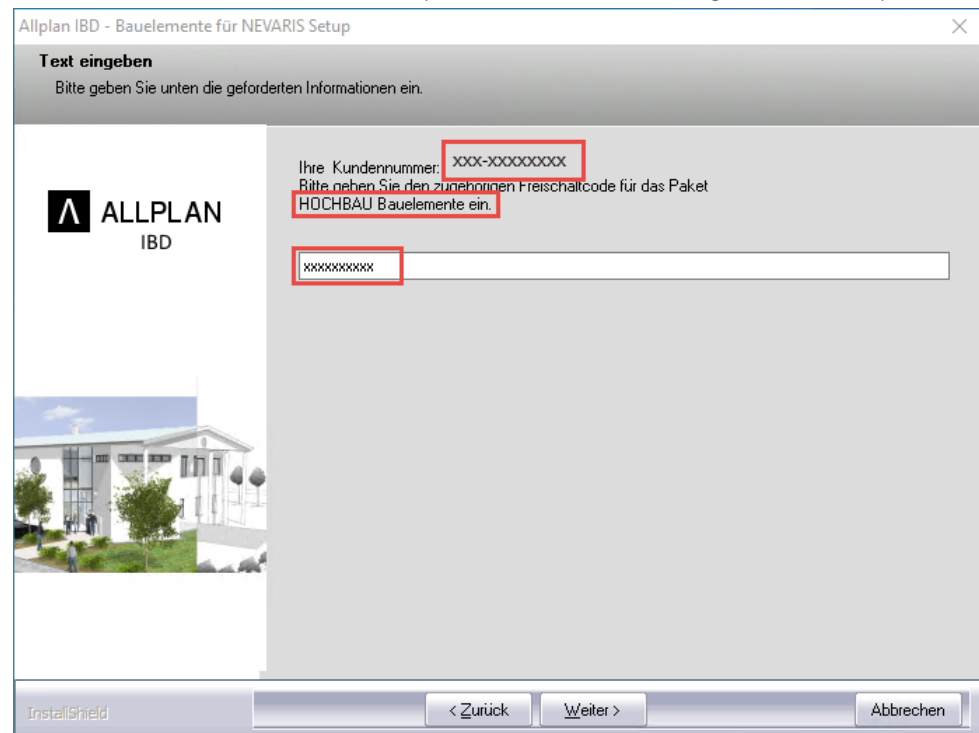 Allplan IBD - Bauelemente für NEVARIS Setup
Text eingeben
Bitte geben Sie unten die geforderten Informationen ein.
Ihre Kundennummer: xxx-xxxxxxxx
Bitte geben Sie den zugehörigen Freischaltcode für das Paket
HOCHBAU Bauelemente ein.
ALLPLAN
IBD
xxxxxxxxxx
InstallShield
< Zurück
Weiter >
Abbrechen